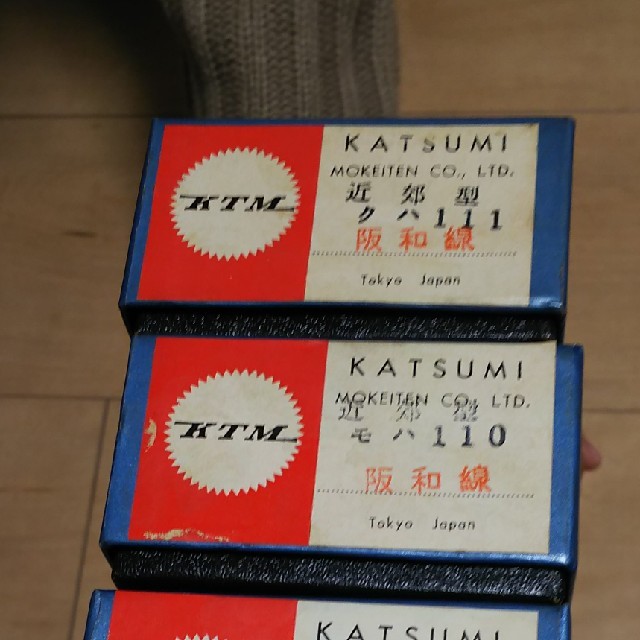 KTM
KATSUMI
MOKEITEN CO., LTD.
近郊型
クハ111
阪和線
Tokyo Japan
KTM
KATSUMI
MOKEITEN CO., LTD.
近郊型
モハ110
阪和線
Tokyo Japan
KATSUMI